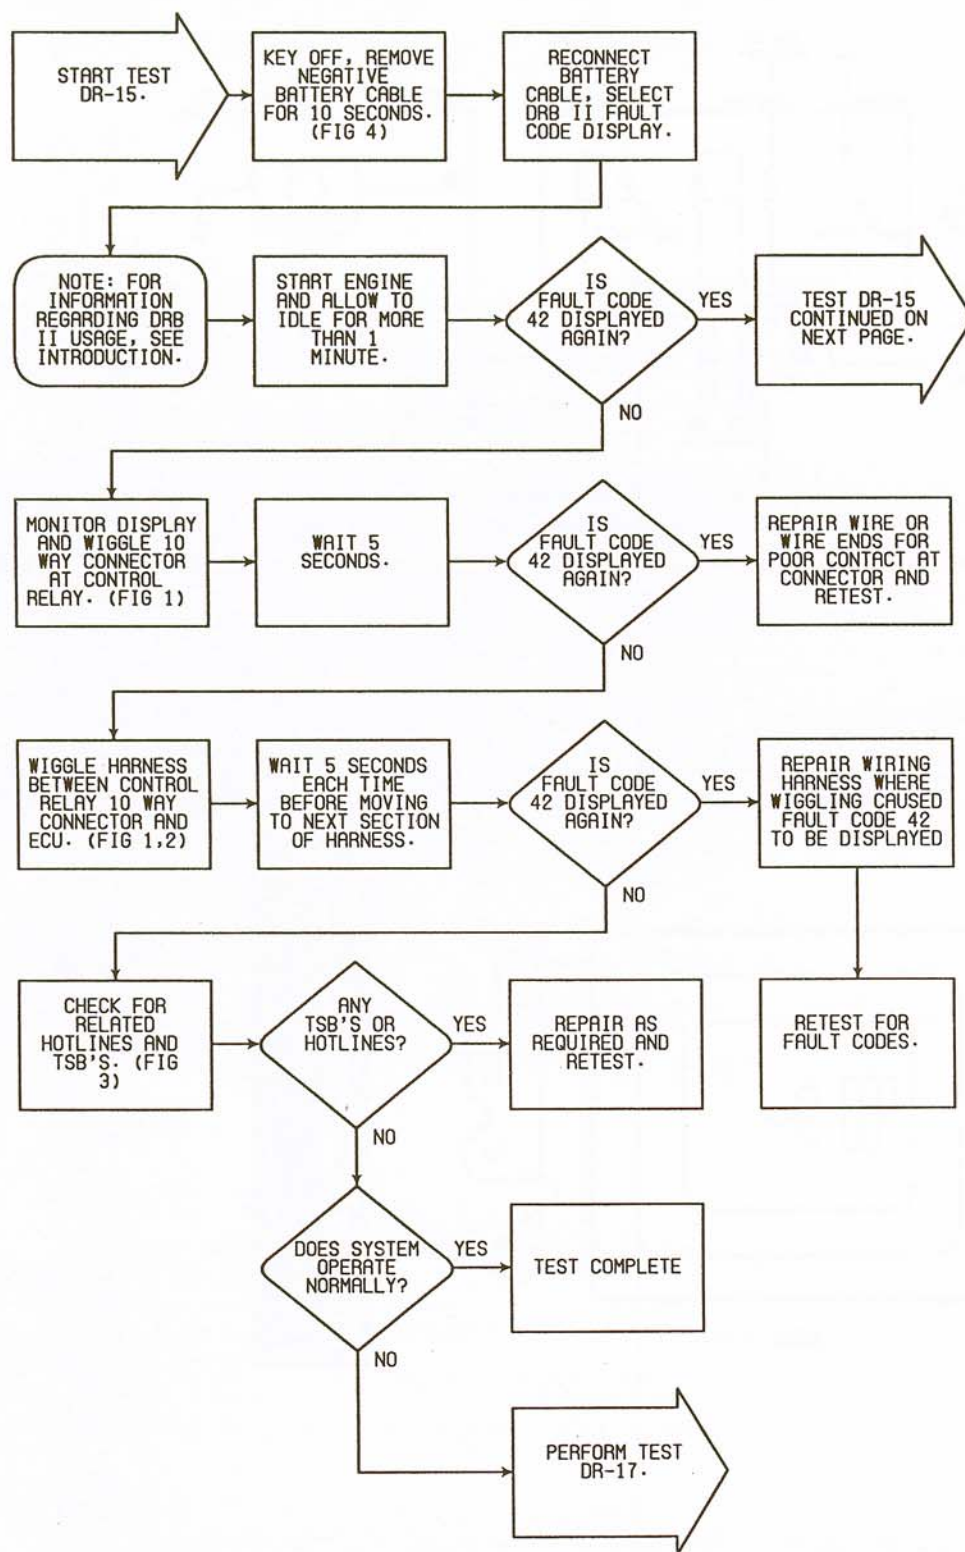 START TEST
DR-15.
KEY OFF, REMOVE
NEGATIVE
BATTERY CABLE
FOR 10 SECONDS.
(FIG 4)
RECONNECT
BATTERY
CABLE, SELECT
DRB II FAULT
CODE DISPLAY.
NOTE: FOR
INFORMATION
REGARDING DRB
II USAGE, SEE
INTRODUCTION.
START ENGINE
AND ALLOW TO
IDLE FOR MORE
THAN 1
MINUTE.
IS
FAULT CODE
42 DISPLAYED
AGAIN?
YES
TEST DR-15
CONTINUED ON
NEXT PAGE.
NO
MONITOR DISPLAY
AND WIGGLE 10
WAY CONNECTOR
AT CONTROL
RELAY. (FIG 1)
WAIT 5
SECONDS.
IS
FAULT CODE
42 DISPLAYED
AGAIN?
YES
REPAIR WIRE OR
WIRE ENDS FOR
POOR CONTACT AT
CONNECTOR AND
RETEST.
NO
WIGGLE HARNESS
BETWEEN CONTROL
RELAY 10 WAY
CONNECTOR AND
ECU. (FIG 1,2)
WAIT 5 SECONDS
EACH TIME
BEFORE MOVING
TO NEXT SECTION
OF HARNESS.
IS
FAULT CODE
42 DISPLAYED
AGAIN?
YES
REPAIR WIRING
HARNESS WHERE
WIGGLING CAUSED
FAULT CODE 42
TO BE DISPLAYED
NO
CHECK FOR
RELATED
HOTLINES AND
TSB'S. (FIG
3)
ANY
TSB'S OR
HOTLINES?
YES
REPAIR AS
REQUIRED AND
RETEST.
RETEST FOR
FAULT CODES.
NO
DOES SYSTEM
OPERATE
NORMALLY?
YES
TEST COMPLETE
NO
PERFORM TEST
DR-17.